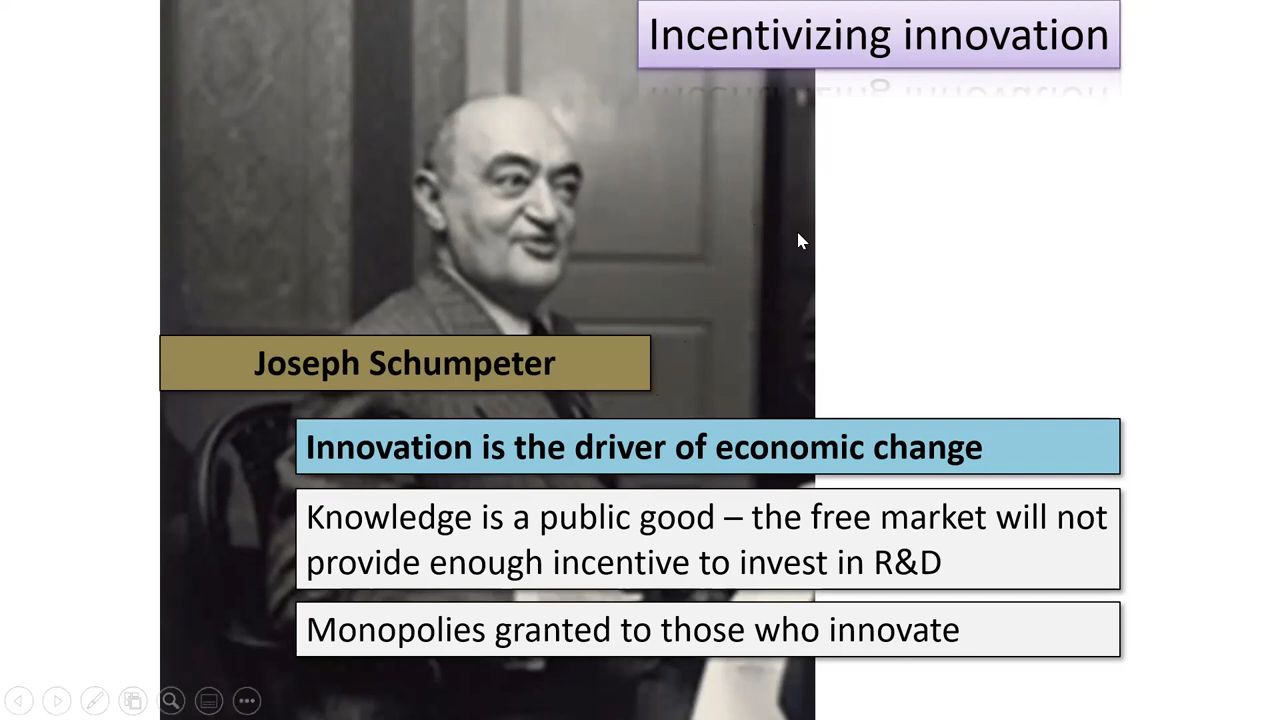 Incentivizing innovation
Joseph Schumpeter
Innovation is the driver of economic change
Knowledge is a public good – the free market will not
provide enough incentive to invest in R&D
Monopolies granted to those who innovate